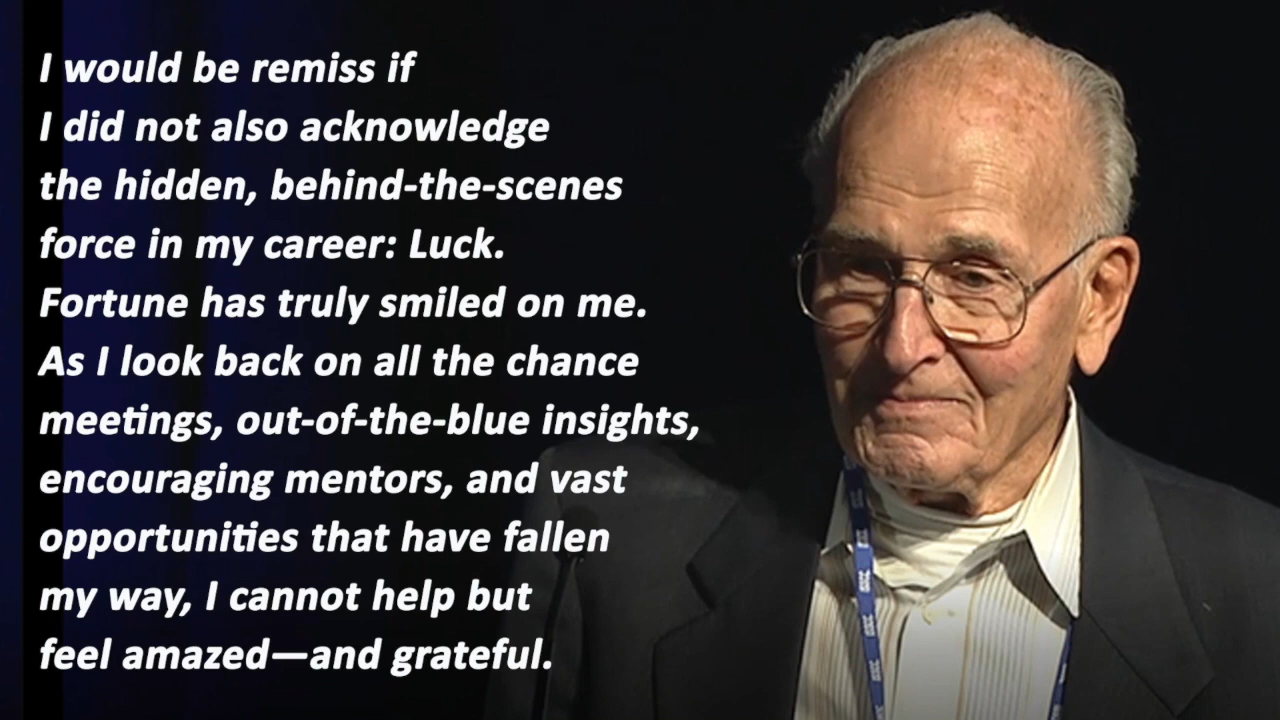 I would be remiss if
I did not also acknowledge
the hidden, behind-the-scenes
force in my career: Luck.
Fortune has truly smiled on me.
As I look back on all the chance
meetings, out-of-the-blue insights,
encouraging mentors, and vast
opportunities that have fallen
my way, I cannot help but
feel amazed—and grateful.